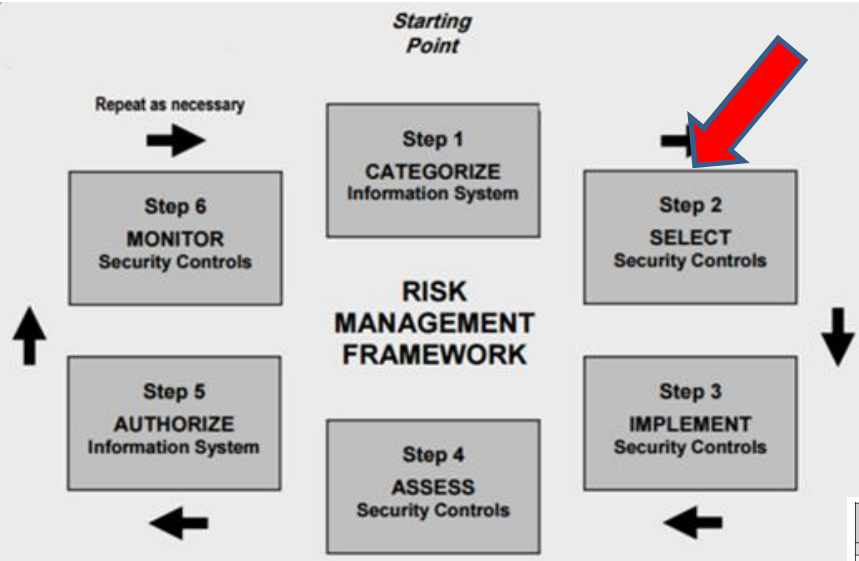 Starting
Point
Repeat as necessary
Step 1
CATEGORIZE
Information System
Step 2
SELECT
Security Controls
Step 3
IMPLEMENT
Security Controls
Step 4
ASSESS
Security Controls
Step 5
AUTHORIZE
Information System
Step 6
MONITOR
Security Controls
RISK
MANAGEMENT
FRAMEWORK